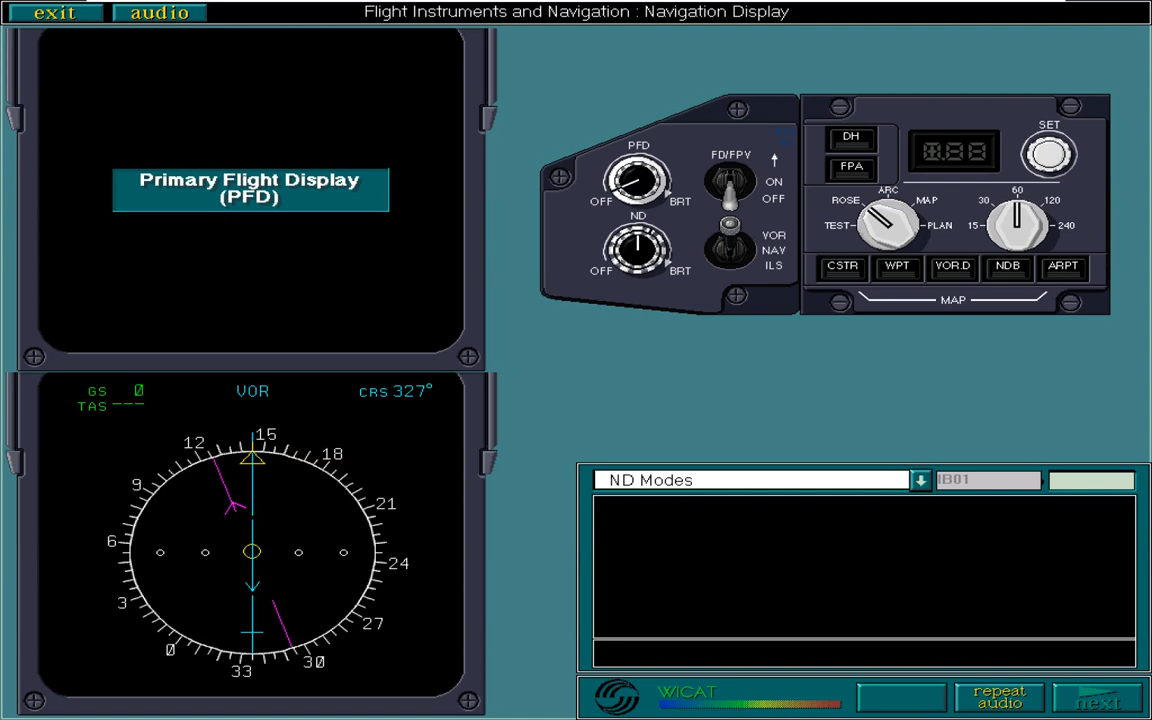 exit
audio
Flight Instruments and Navigation : Navigation Display
Primary Flight Display
(PFD)
PFD
OFF
BRT
ND
OFF
BRT
FD/FPV
ON
OFF
VOR
NAV
ILS
DH
FPA
SET
ROSE
ARC
MAP
TEST
PLAN
15
30
60
120
240
CSTR
WPT
VOR.D
NDB
ARPT
MAP
GS 0
TAS ---
VOR
CRS 327°
12
15
18
9
21
6
24
3
27
0
33
30
ND Modes
IB01
WICAT
repeat
audio
next